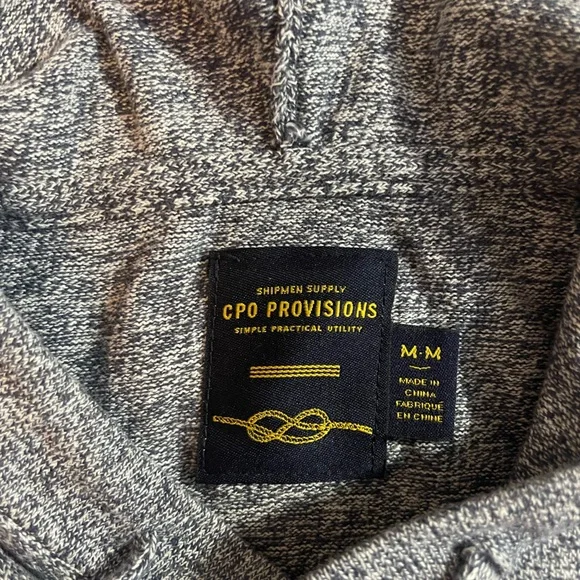 SHIPMEN SUPPLY
CPO PROVISIONS
SIMPLE PRACTICAL UTILITY
M-M
MADE IN
CHINA
FABRIQUÉ
EN CHINE